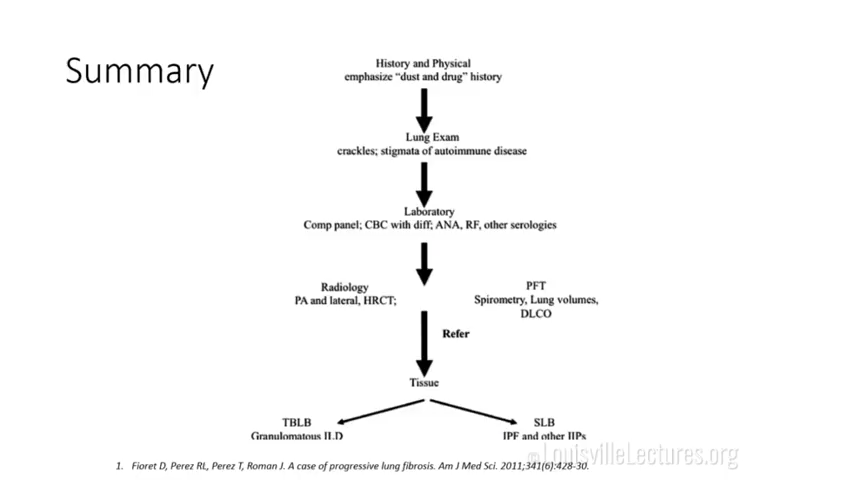 Summary
History and Physical
emphasize “dust and drug” history
Lung Exam
crackles; stigmata of autoimmune disease
Laboratory
Comp panel; CBC with diff; ANA, RF, other serologies
Radiology
PA and lateral, HRCT;
PFT
Spirometry, Lung volumes,
DLCO
Refer
Tissue
TBLB
Granulomatous ILD
SLB
IPF and other IIPs
©LouisvilleLectures.org
1. Fioret D, Perez RL, Perez T, Roman J. A case of progressive lung fibrosis. Am J Med Sci. 2011;341(6):428-30.